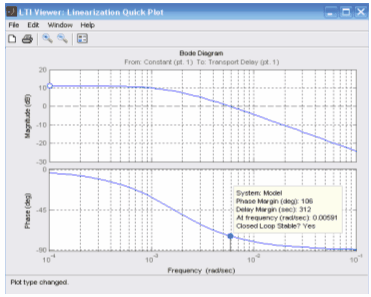 LTI Viewer: Linearization Quick Plot
File Edit Window Help
Bode Diagram
From: Constant (pt. 1) To: Transport Delay (pt. 1)
Magnitude (dB)
20
10
0
-10
-20
-30
Phase (deg)
0
-45
-90
System: Model
Phase Margin (deg): 106
Delay Margin (sec): 312
At frequency (rad/sec): 0.00591
Closed Loop Stable? Yes
10^-4
10^-3
10^-2
10^-1
Frequency (rad/sec)
Plot type changed.